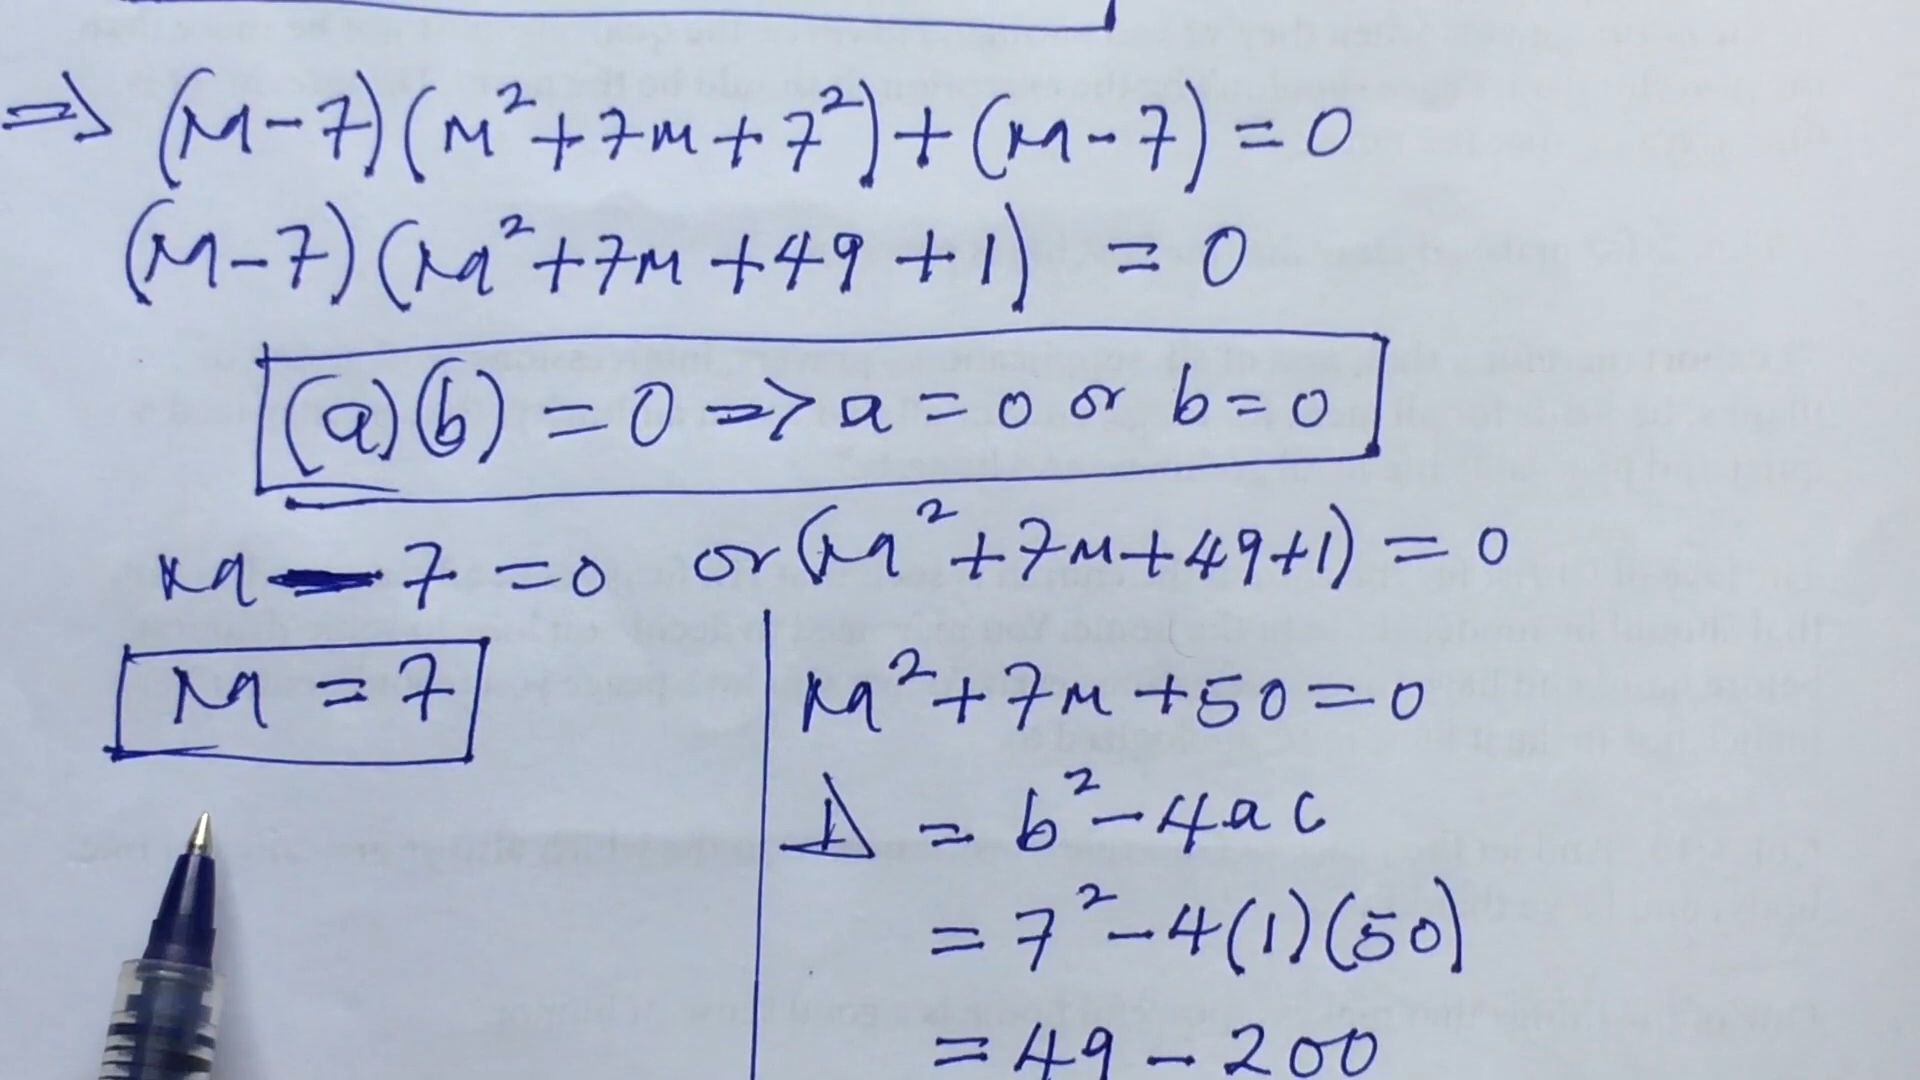 => (m-7)(m²+7m+7²)+(m-7)=0
(m-7)(m²+7m+49+1) = 0
(a)(b) = 0 => a = 0 or b = 0
m - 7 = 0 or (m²+7m+49+1) = 0
m = 7
m²+7m+50=0
Δ = b²-4ac
= 7²-4(1)(50)
= 49-200